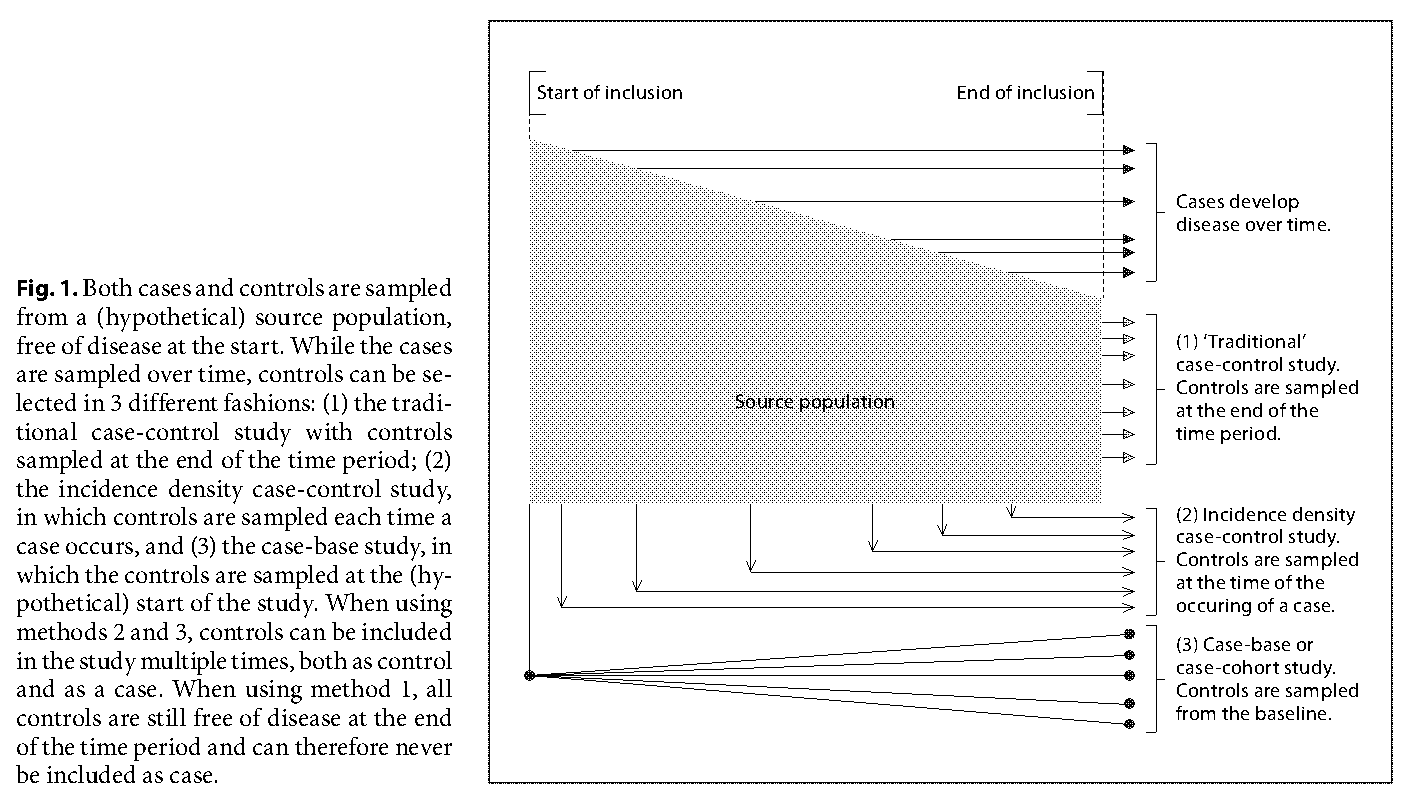 Fig. 1. Both cases and controls are sampled
from a (hypothetical) source population,
free of disease at the start. While the cases
are sampled over time, controls can be se-
lected in 3 different fashions: (1) the tradi-
tional case-control study with controls
sampled at the end of the time period; (2)
the incidence density case-control study,
in which controls are sampled each time a
case occurs, and (3) the case-base study, in
which the controls are sampled at the (hy-
pothetical) start of the study. When using
methods 2 and 3, controls can be included
in the study multiple times, both as control
and as a case. When using method 1, all
controls are still free of disease at the end
of the time period and can therefore never
be included as case.
Start of inclusion
End of inclusion
Cases develop
disease over time.
Source population
(1) ‘Traditional’
case-control study.
Controls are sampled
at the end of the
time period.
(2) Incidence density
case-control study.
Controls are sampled
at the time of the
occuring of a case.
(3) Case-base or
case-cohort study.
Controls are sampled
from the baseline.